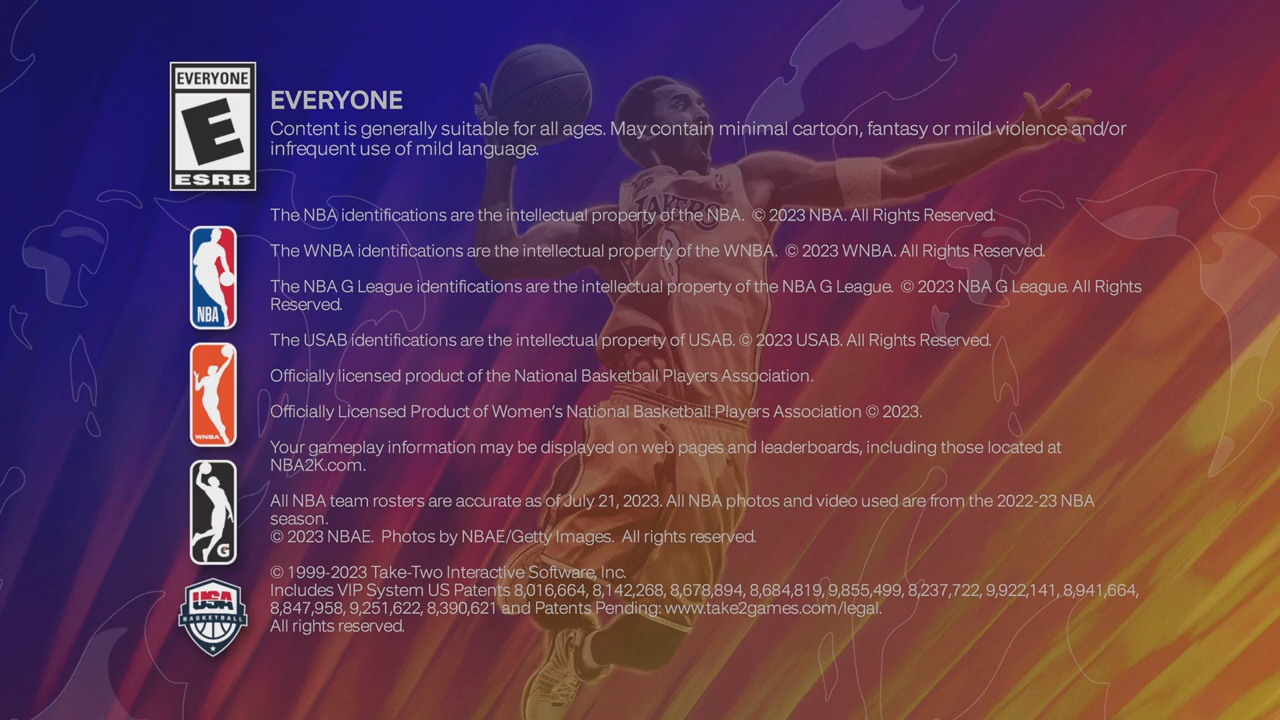 EVERYONE
E
ESRB
EVERYONE
Content is generally suitable for all ages. May contain minimal cartoon, fantasy or mild violence and/or
infrequent use of mild language.
The NBA identifications are the intellectual property of the NBA. © 2023 NBA. All Rights Reserved.
The WNBA identifications are the intellectual property of the WNBA. © 2023 WNBA. All Rights Reserved.
The NBA G League identifications are the intellectual property of the NBA G League. © 2023 NBA G League. All Rights
Reserved.
The USAB identifications are the intellectual property of USAB. © 2023 USAB. All Rights Reserved.
Officially licensed product of the National Basketball Players Association.
Officially Licensed Product of Women's National Basketball Players Association © 2023.
Your gameplay information may be displayed on web pages and leaderboards, including those located at
NBA2K.com.
All NBA team rosters are accurate as of July 21, 2023. All NBA photos and video used are from the 2022-23 NBA
season.
© 2023 NBAE. Photos by NBAE/Getty Images. All rights reserved.
© 1999-2023 Take-Two Interactive Software, Inc.
Includes VIP System US Patents 8,016,664, 8,142,268, 8,678,894, 8,684,819, 9,855,499, 8,237,722, 9,922,141, 8,941,664,
8,847,958, 9,251,622, 8,390,621 and Patents Pending: www.take2games.com/legal.
All rights reserved.
NBA
WNBA
G
USA
BASKETBALL
LAKERS
8